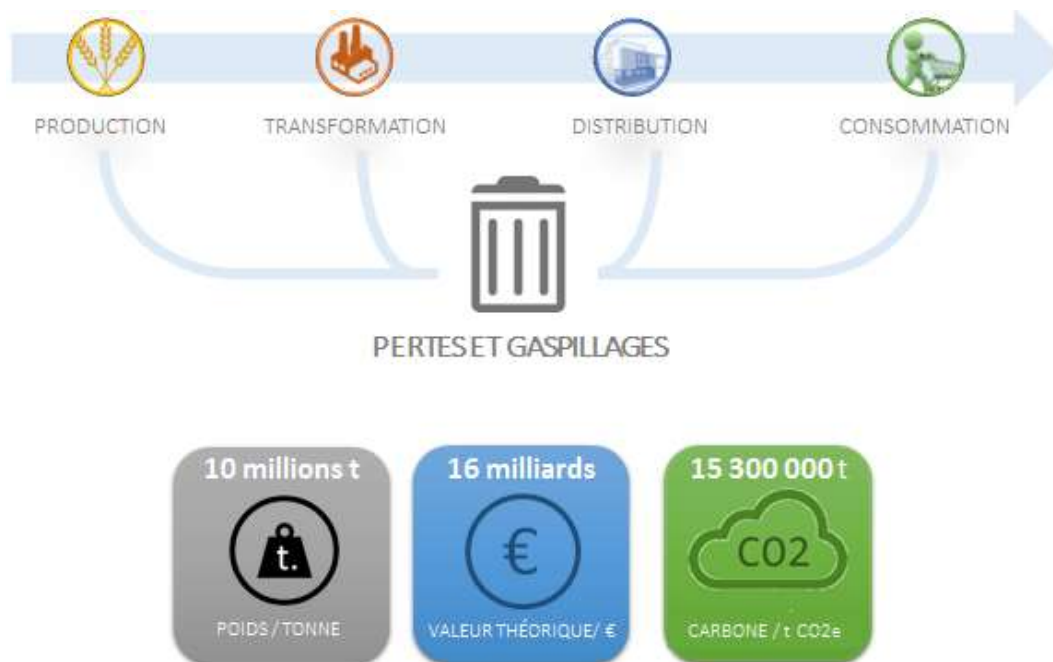 PRODUCTION
TRANSFORMATION
DISTRIBUTION
CONSOMMATION
PERTES ET GASPILLAGES
10 millions t
t.
POIDS / TONNE
16 milliards
€
VALEUR THÉORIQUE/ €
15 300 000 t
CO2
CARBONE / t CO2e